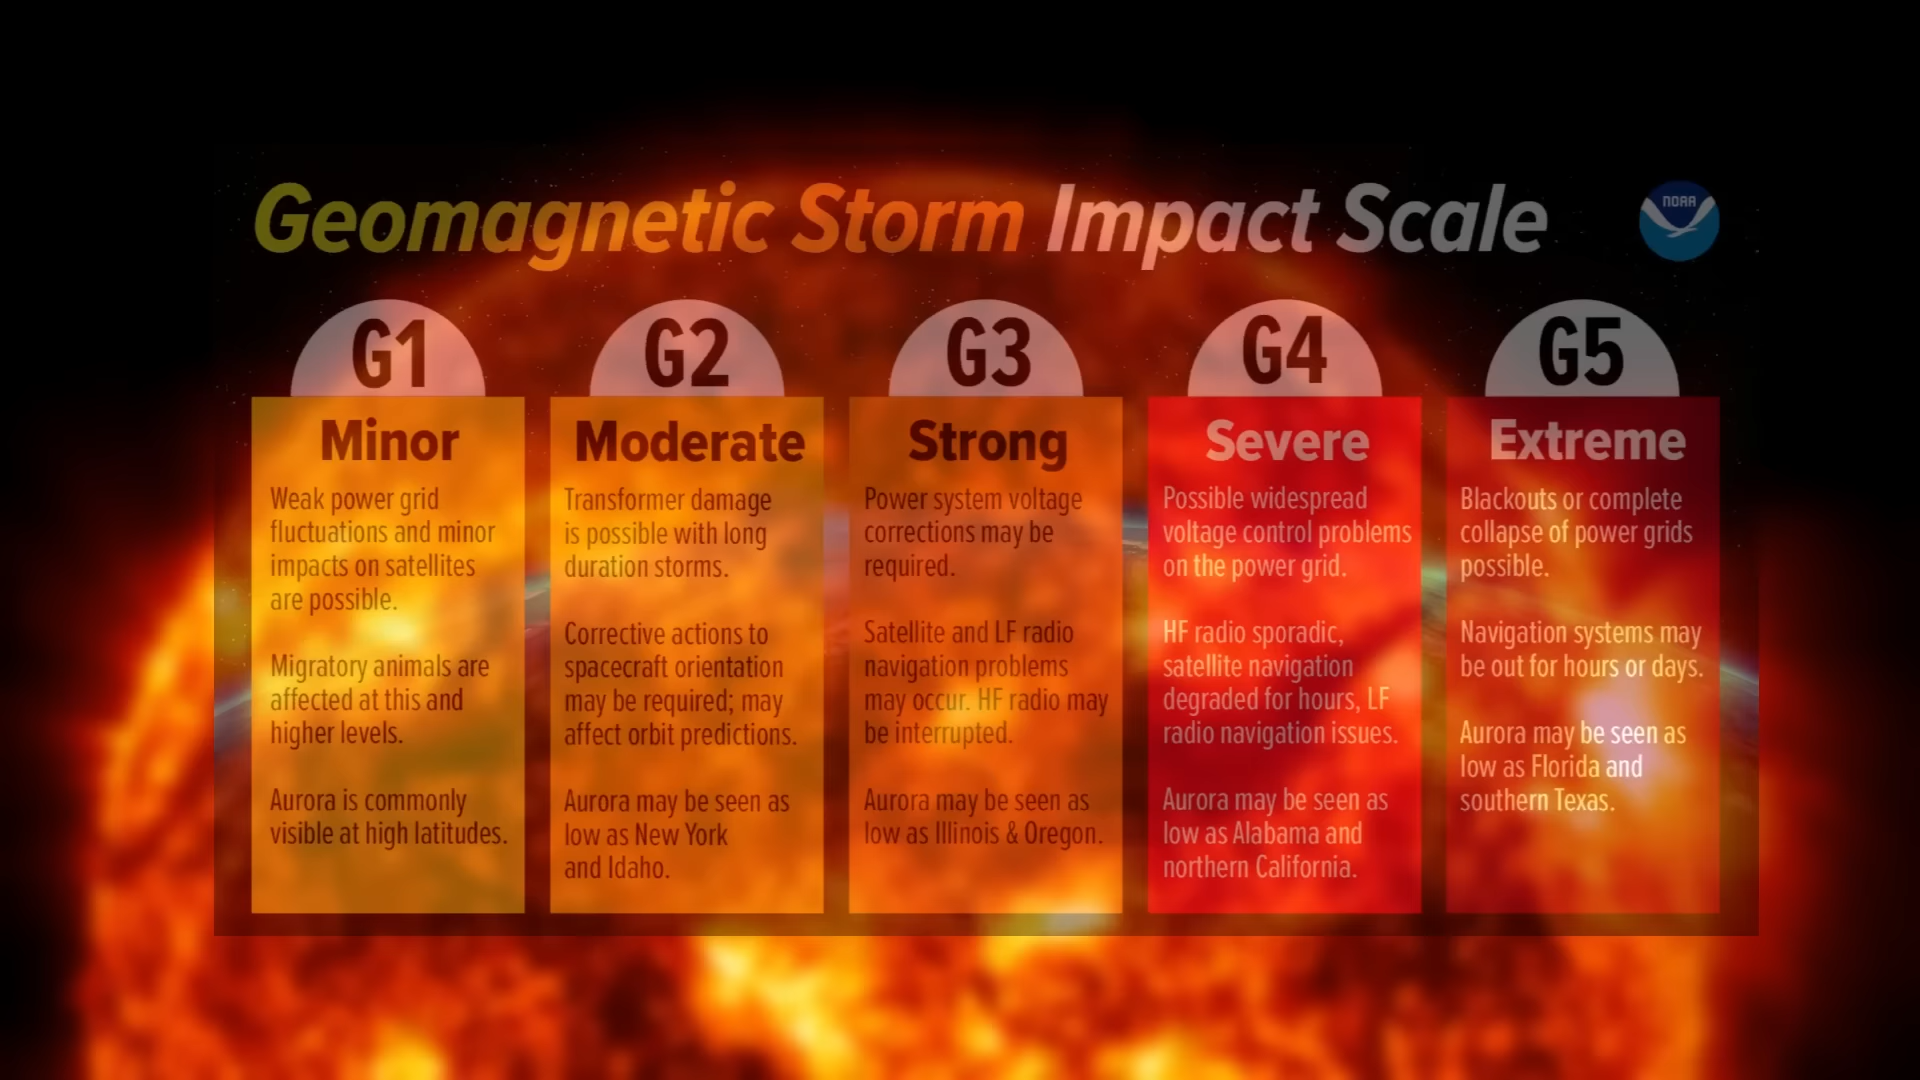 Geomagnetic Storm Impact Scale
NOAA
G1
Minor
Weak power grid
fluctuations and minor
impacts on satellites
are possible.
Migratory animals are
affected at this and
higher levels.
Aurora is commonly
visible at high latitudes.
G2
Moderate
Transformer damage
is possible with long
duration storms.
Corrective actions to
spacecraft orientation
may be required; may
affect orbit predictions.
Aurora may be seen as
low as New York
and Idaho.
G3
Strong
Power system voltage
corrections may be
required.
Satellite and LF radio
navigation problems
may occur. HF radio may
be interrupted.
Aurora may be seen as
low as Illinois & Oregon.
G4
Severe
Possible widespread
voltage control problems
on the power grid.
HF radio sporadic,
satellite navigation
degraded for hours, LF
radio navigation issues.
Aurora may be seen as
low as Alabama and
northern California.
G5
Extreme
Blackouts or complete
collapse of power grids
possible.
Navigation systems may
be out for hours or days.
Aurora may be seen as
low as Florida and
southern Texas.